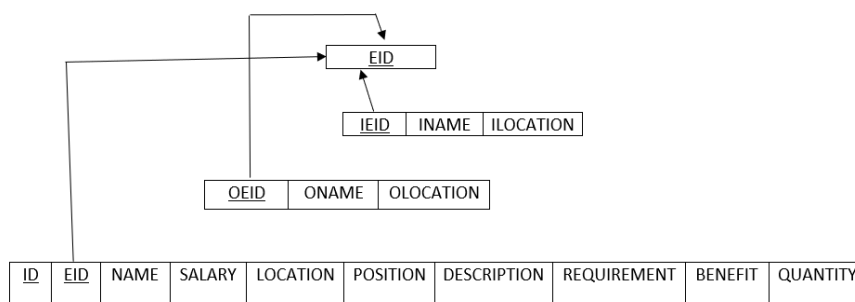 EID
IEID INAME ILOCATION
OEID ONAME OLOCATION
ID EID NAME SALARY LOCATION POSITION DESCRIPTION REQUIREMENT BENEFIT QUANTITY